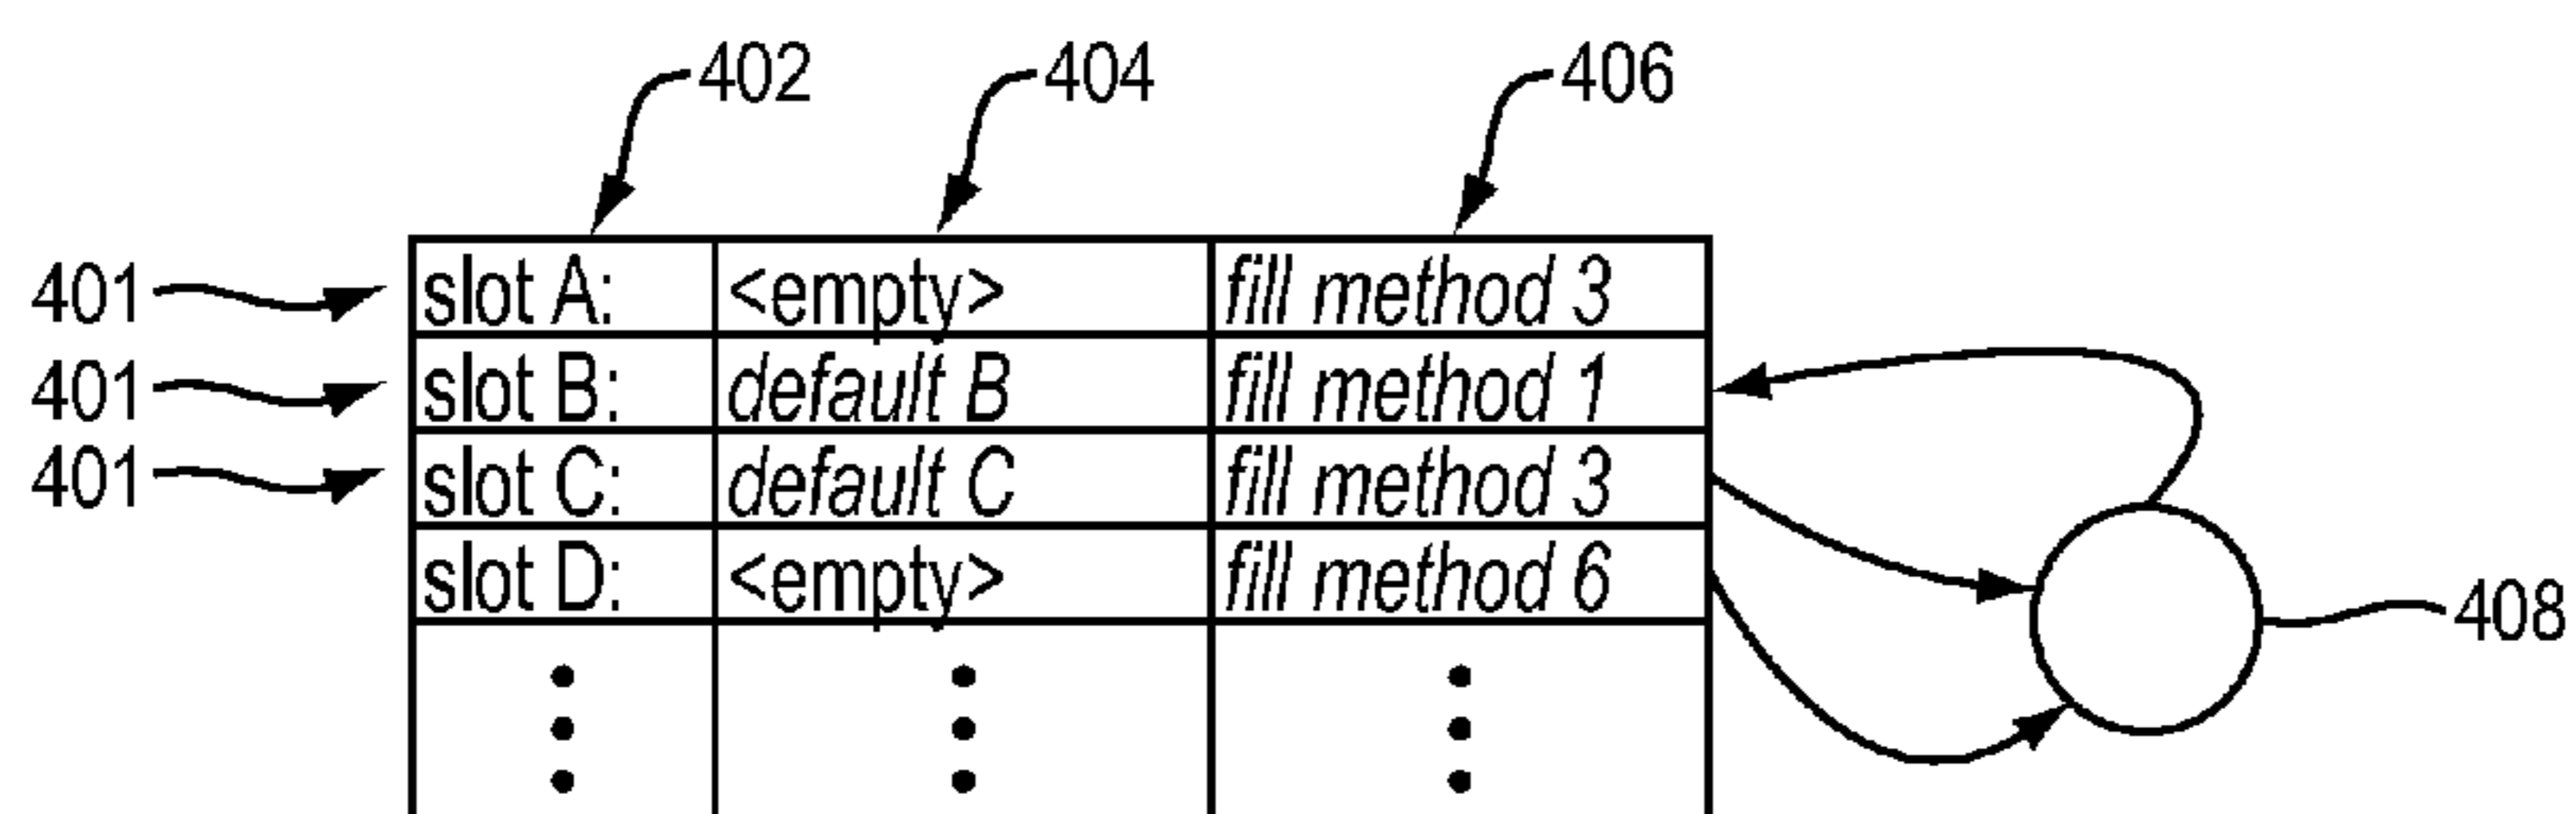 402 404 406
401 slot A: <empty> fill method 3
401 slot B: default B fill method 1
401 slot C: default C fill method 3
slot D: <empty> fill method 6
408